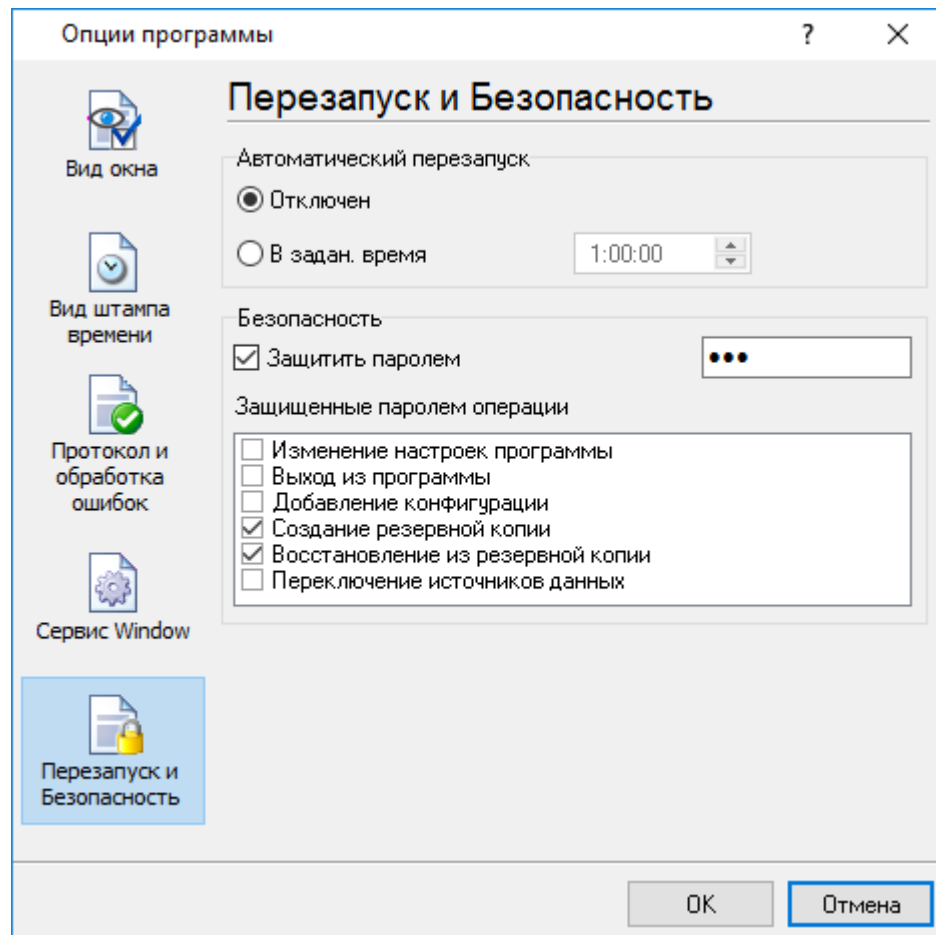 Опции программы
?
Вид окна
Вид штампа
времени
Протокол и
обработка
ошибок
Сервис Window
Перезапуск и
Безопасность
Перезапуск и Безопасность
Автоматический перезапуск
Отключен
В задан. время
1:00:00
Безопасность
Защитить паролем
●●●
Защищенные паролем операции
Изменение настроек программы
Выход из программы
Добавление конфигурации
Создание резервной копии
Восстановление из резервной копии
Переключение источников данных
OK
Отмена